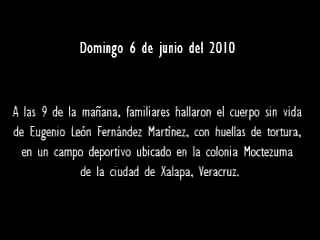 Domingo 6 de junio del 2010
A las 9 de la mañana, familiares hallaron el cuerpo sin vida
de Eugenio León Fernández Martínez, con huellas de tortura,
en un campo deportivo ubicado en la colonia Moctezuma
de la ciudad de Xalapa, Veracruz.